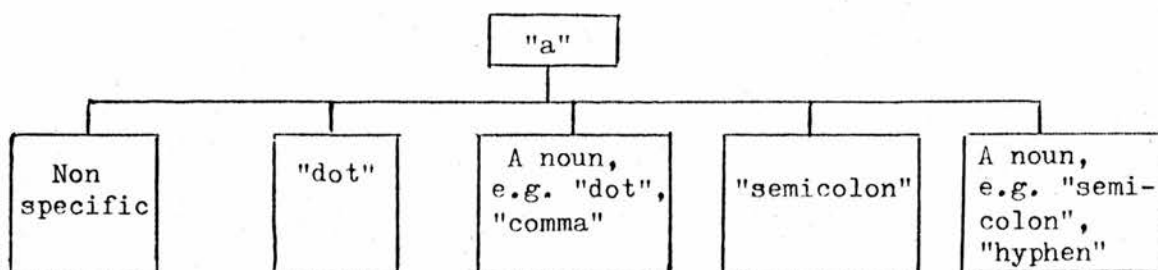 "a"
Non
specific
"dot"
A noun,
e.g. "dot",
"comma"
"semicolon"
A noun,
e.g. "semi-
colon",
"hyphen"